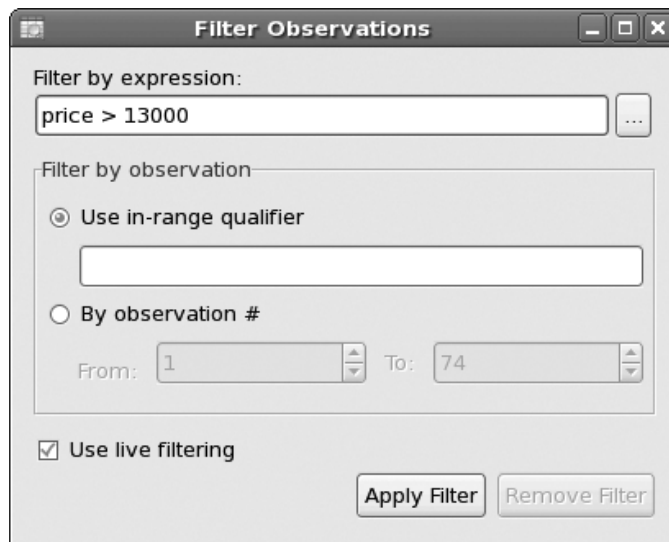 Filter Observations
Filter by expression:
price > 13000
...
Filter by observation
Use in-range qualifier
By observation #
From: 1 To: 74
Use live filtering
Apply Filter Remove Filter